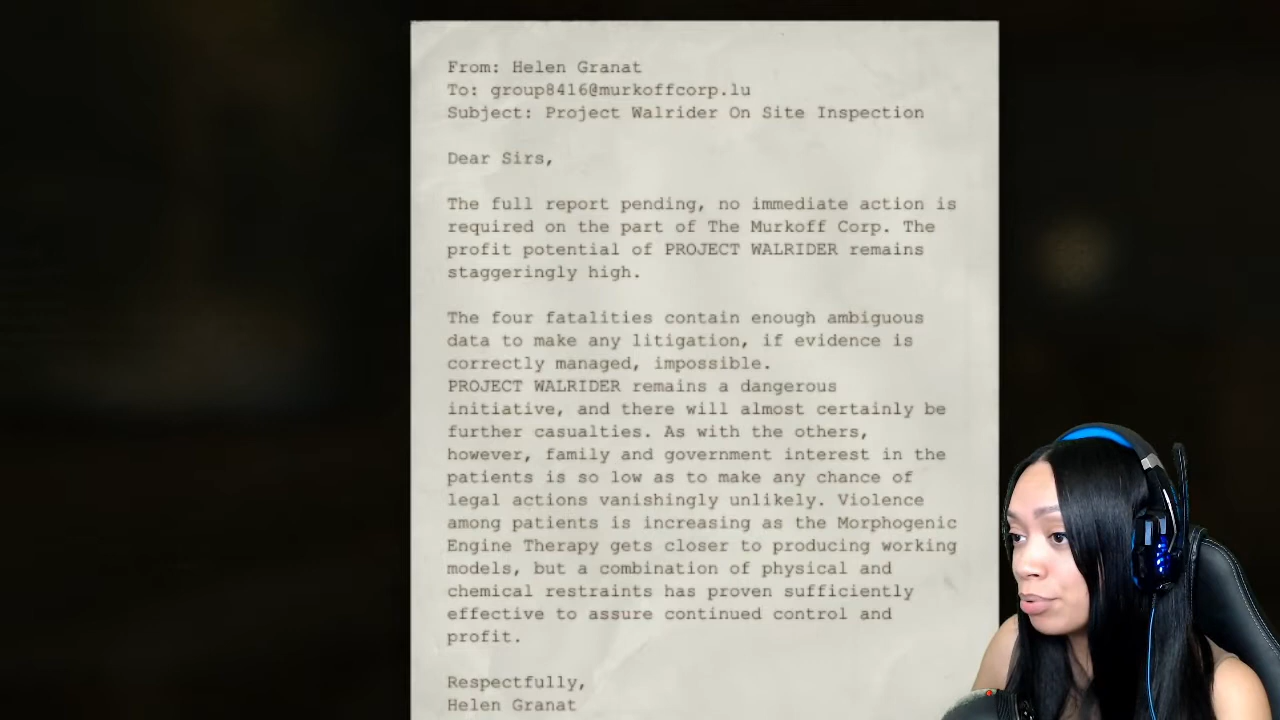 From: Helen Granat
To: group8416@murkoffcorp.lu
Subject: Project Walrider On Site Inspection
Dear Sirs,
The full report pending, no immediate action is
required on the part of The Murkoff Corp. The
profit potential of PROJECT WALRIDER remains
staggeringly high.
The four fatalities contain enough ambiguous
data to make any litigation, if evidence is
correctly managed, impossible.
PROJECT WALRIDER remains a dangerous
initiative, and there will almost certainly be
further casualties. As with the others,
however, family and government interest in the
patients is so low as to make any chance of
legal actions vanishingly unlikely. Violence
among patients is increasing as the Morphogenic
Engine Therapy gets closer to producing working
models, but a combination of physical and
chemical restraints has proven sufficiently
effective to assure continued control and
profit.
Respectfully,
Helen Granat